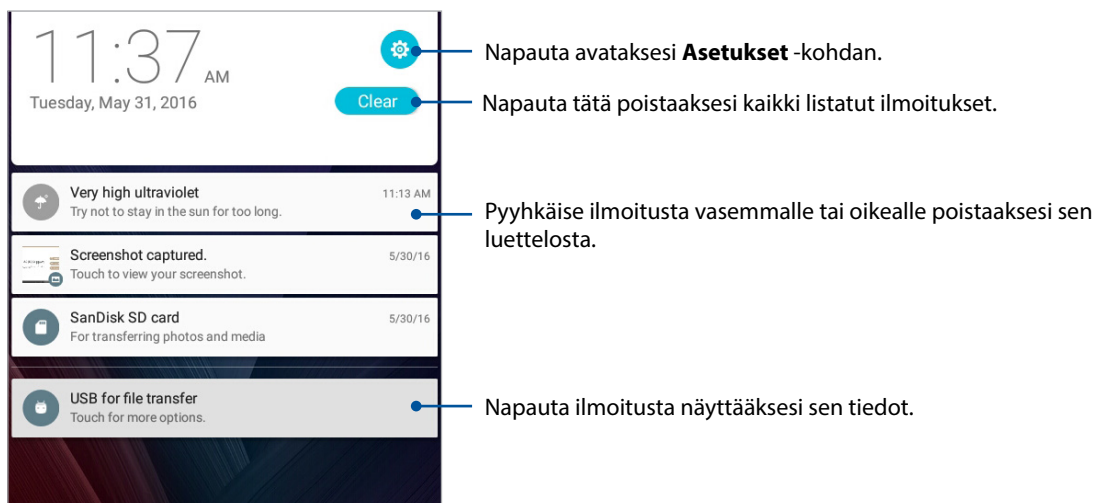 11:37 AM
Napauta avataksesi Asetukset -kohdan.
Tuesday, May 31, 2016
Clear
Napauta tätä poistaaksesi kaikki listatut ilmoitukset.
Very high ultraviolet
11:13 AM
Try not to stay in the sun for too long.
Pyyhkäise ilmoitusta vasemmalle tai oikealle poistaaksesi sen
luettelosta.
Screenshot captured.
5/30/16
Touch to view your screenshot.
SanDisk SD card
5/30/16
For transferring photos and media
USB for file transfer
Touch for more options.
Napauta ilmoitusta näyttääksesi sen tiedot.